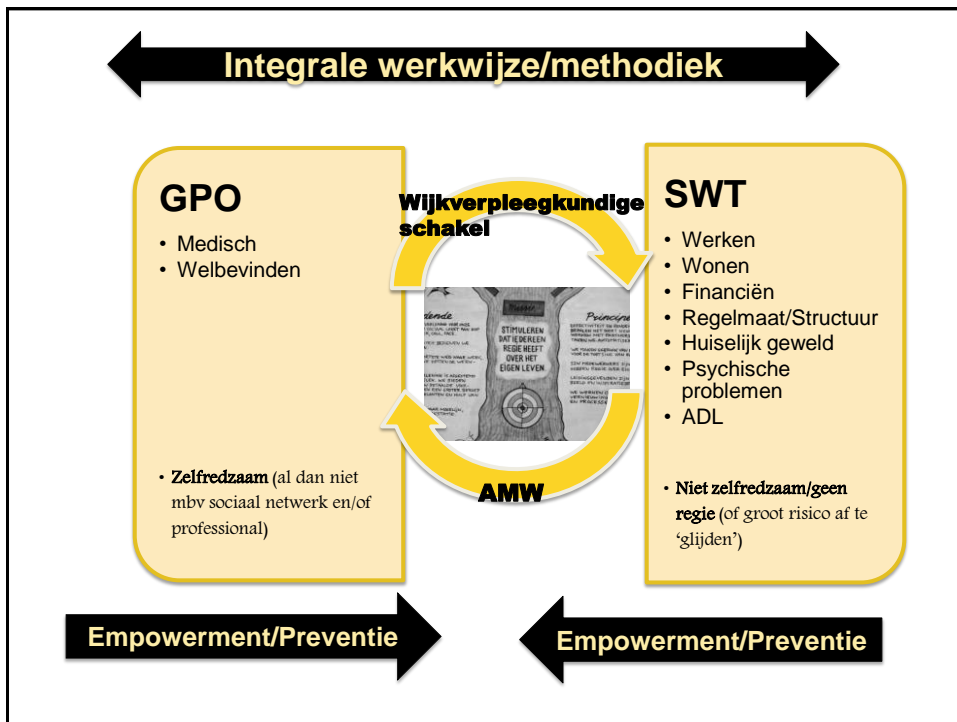 Integrale werkwijze/methodiek
GPO
• Medisch
• Welbevinden
• Zelfredzaam (al dan niet
mbv sociaal netwerk en/of
professional)
Wijkverpleegkundige
schakel
STIMULEREN
DAT IEDEREEN
REGIE HEEFT
OVER HET
EIGEN LEVEN
Principe
AMW
SWT
• Werken
• Wonen
• Financiën
• Regelmaat/Structuur
• Huiselijk geweld
• Psychische
problemen
• ADL
• Niet zelfredzaam/geen
regie (of groot risico af te
‘glijden’)
Empowerment/Preventie
Empowerment/Preventie